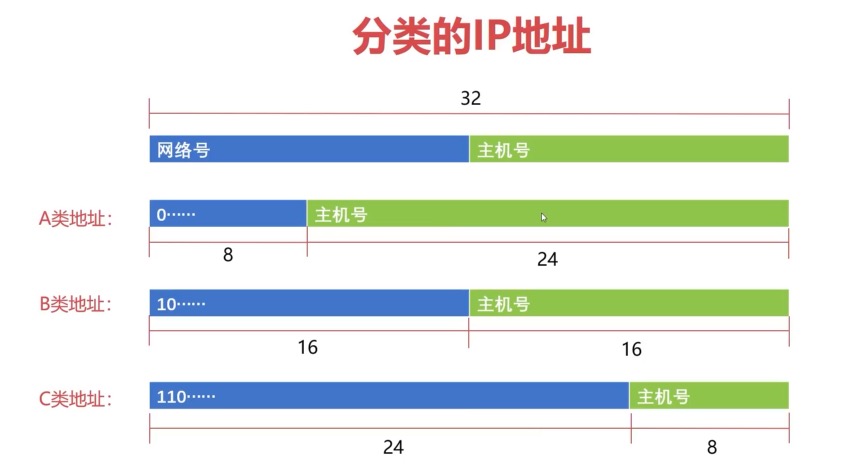 分类的IP地址
32
网络号 主机号
A类地址： 0…… 主机号
8 24
B类地址： 10…… 主机号
16 16
C类地址： 110…… 主机号
24 8